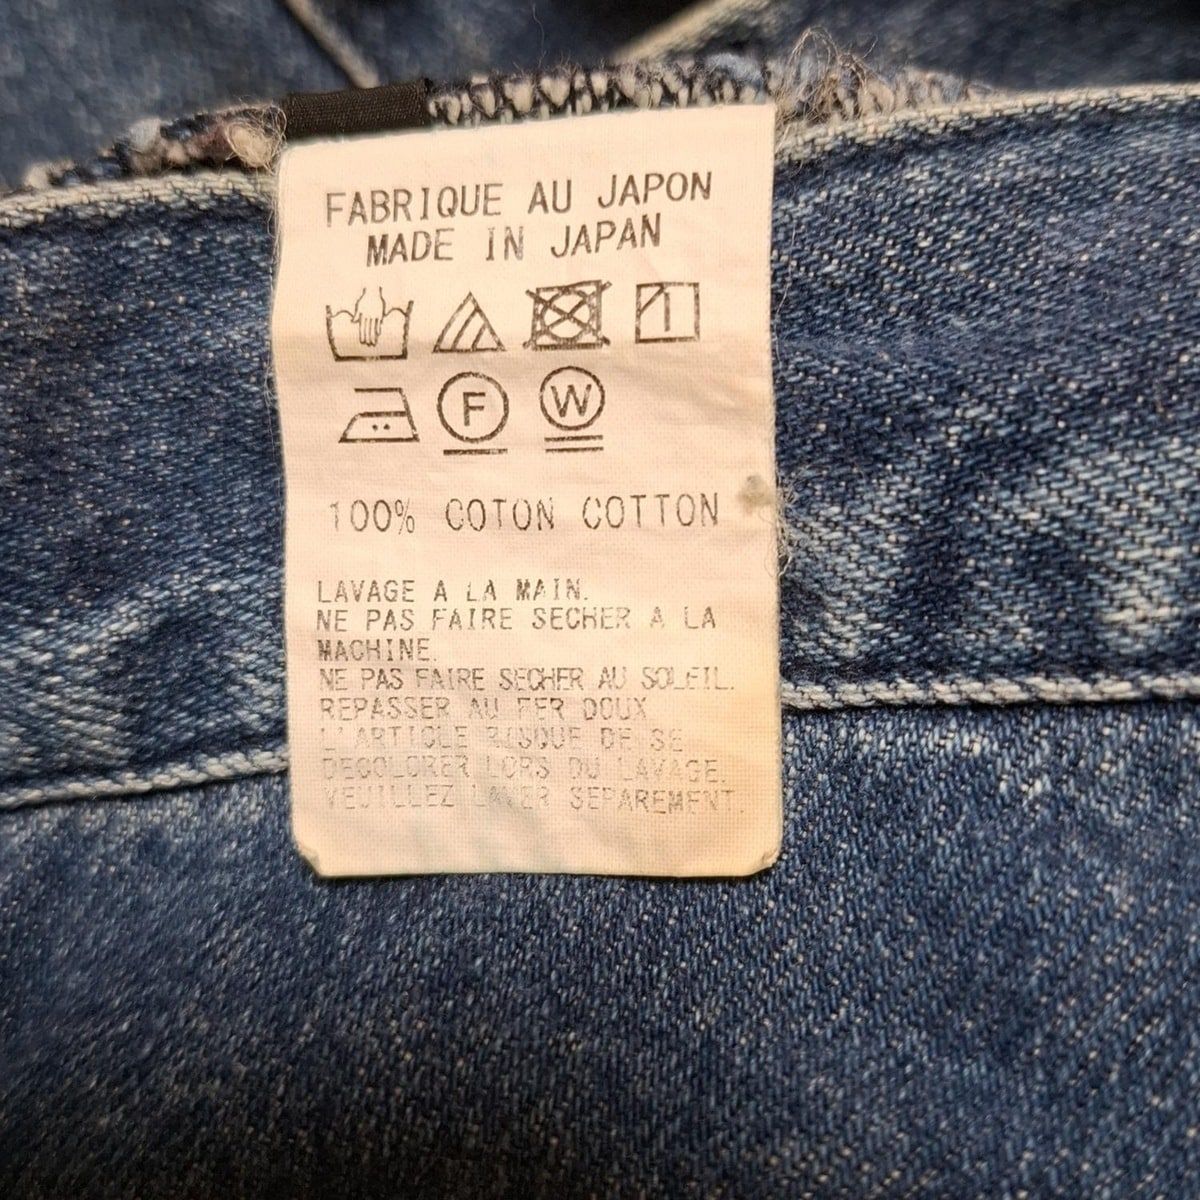 FABRIQUE AU JAPON
MADE IN JAPAN
F W
100% COTON COTTON
LAVAGE A LA MAIN.
NE PAS FAIRE SECHER A LA
MACHINE.
NE PAS FAIRE SECHER AU SOLEIL.
REPASSER AU FER DOUX
L'ARTICLE RISQUE DE SE
DECOLORER LORS DU LAVAGE.
VEUILLEZ LAVER SEPAREMENT.